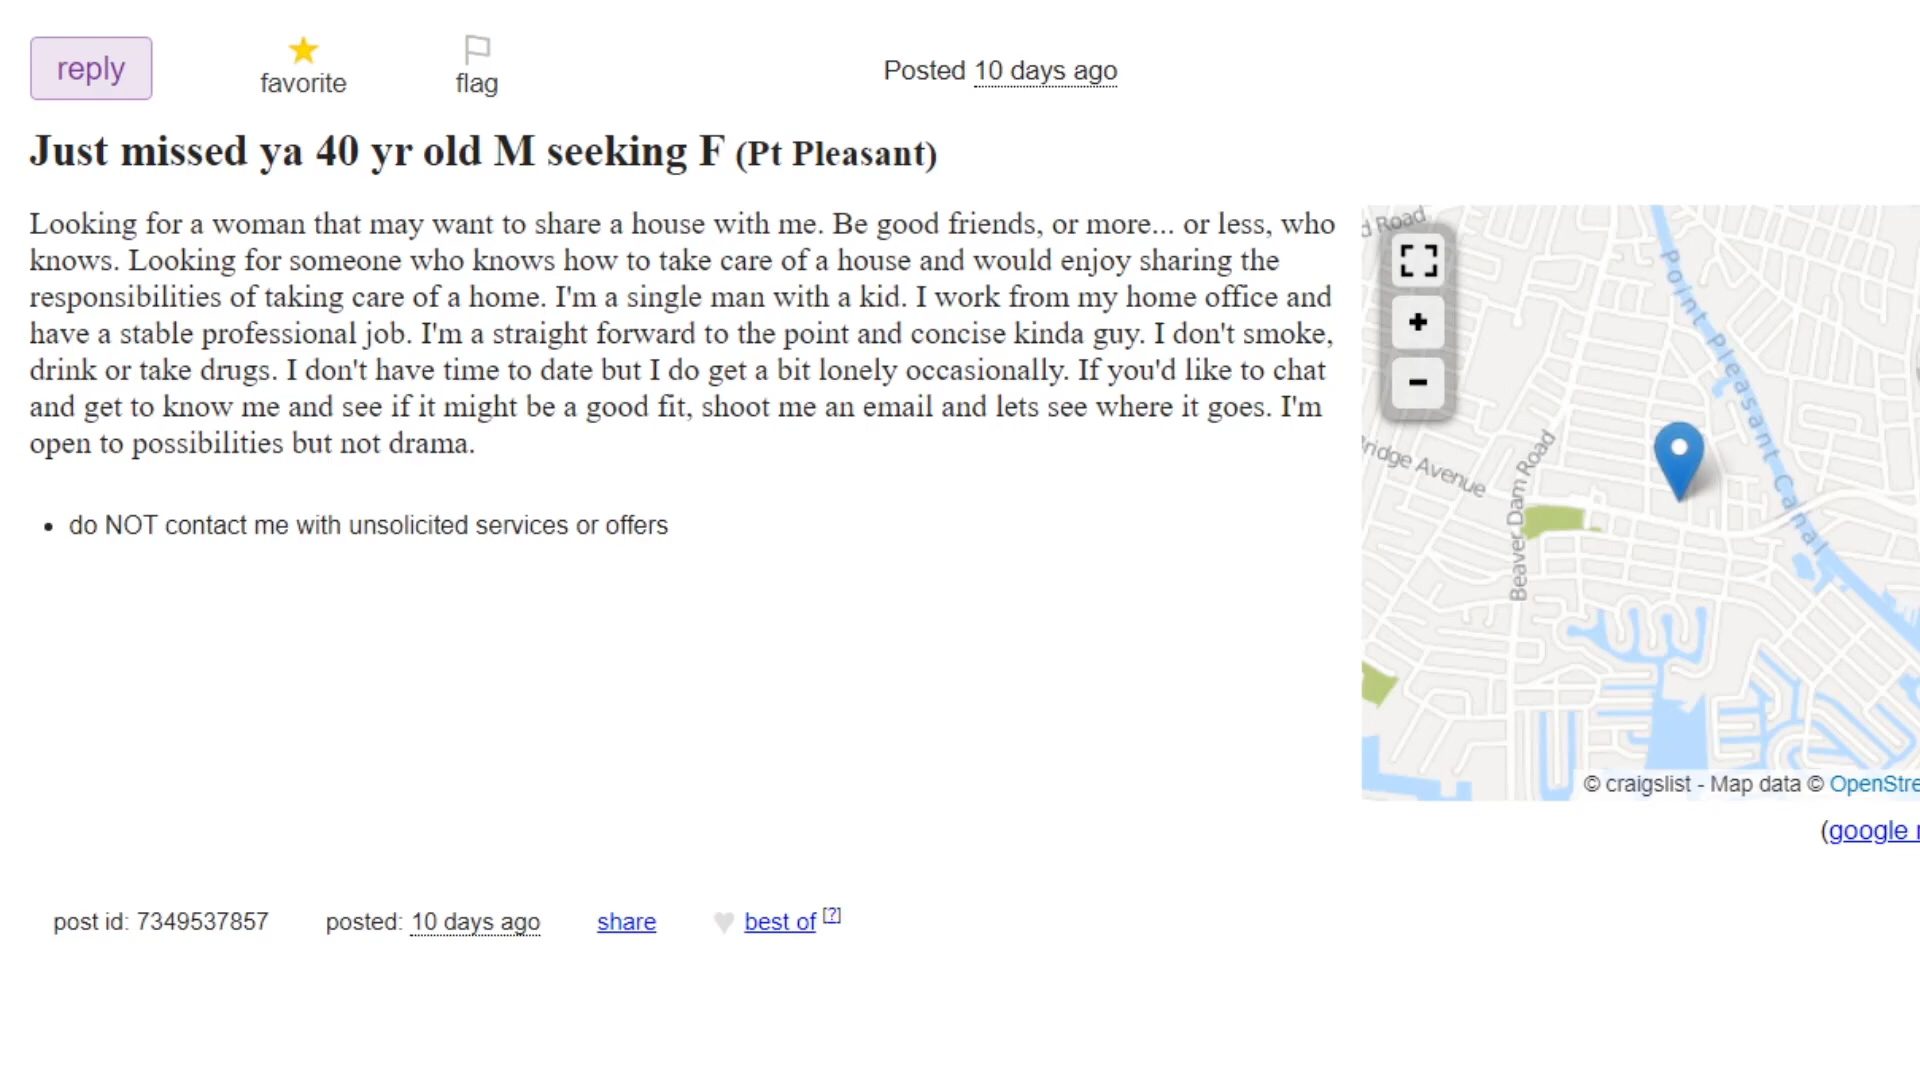 reply
favorite
flag
Posted 10 days ago
Just missed ya 40 yr old M seeking F (Pt Pleasant)
Looking for a woman that may want to share a house with me. Be good friends, or more... or less, who
knows. Looking for someone who knows how to take care of a house and would enjoy sharing the
responsibilities of taking care of a home. I'm a single man with a kid. I work from my home office and
have a stable professional job. I'm a straight forward to the point and concise kinda guy. I don't smoke,
drink or take drugs. I don't have time to date but I do get a bit lonely occasionally. If you'd like to chat
and get to know me and see if it might be a good fit, shoot me an email and lets see where it goes. I'm
open to possibilities but not drama.
• do NOT contact me with unsolicited services or offers
d Road
+
−
Point Pleasant Canal
ridge Avenue
Beaver Dam Road
© craigslist - Map data © OpenStre
(google
post id: 7349537857
posted: 10 days ago
share
best of [?]